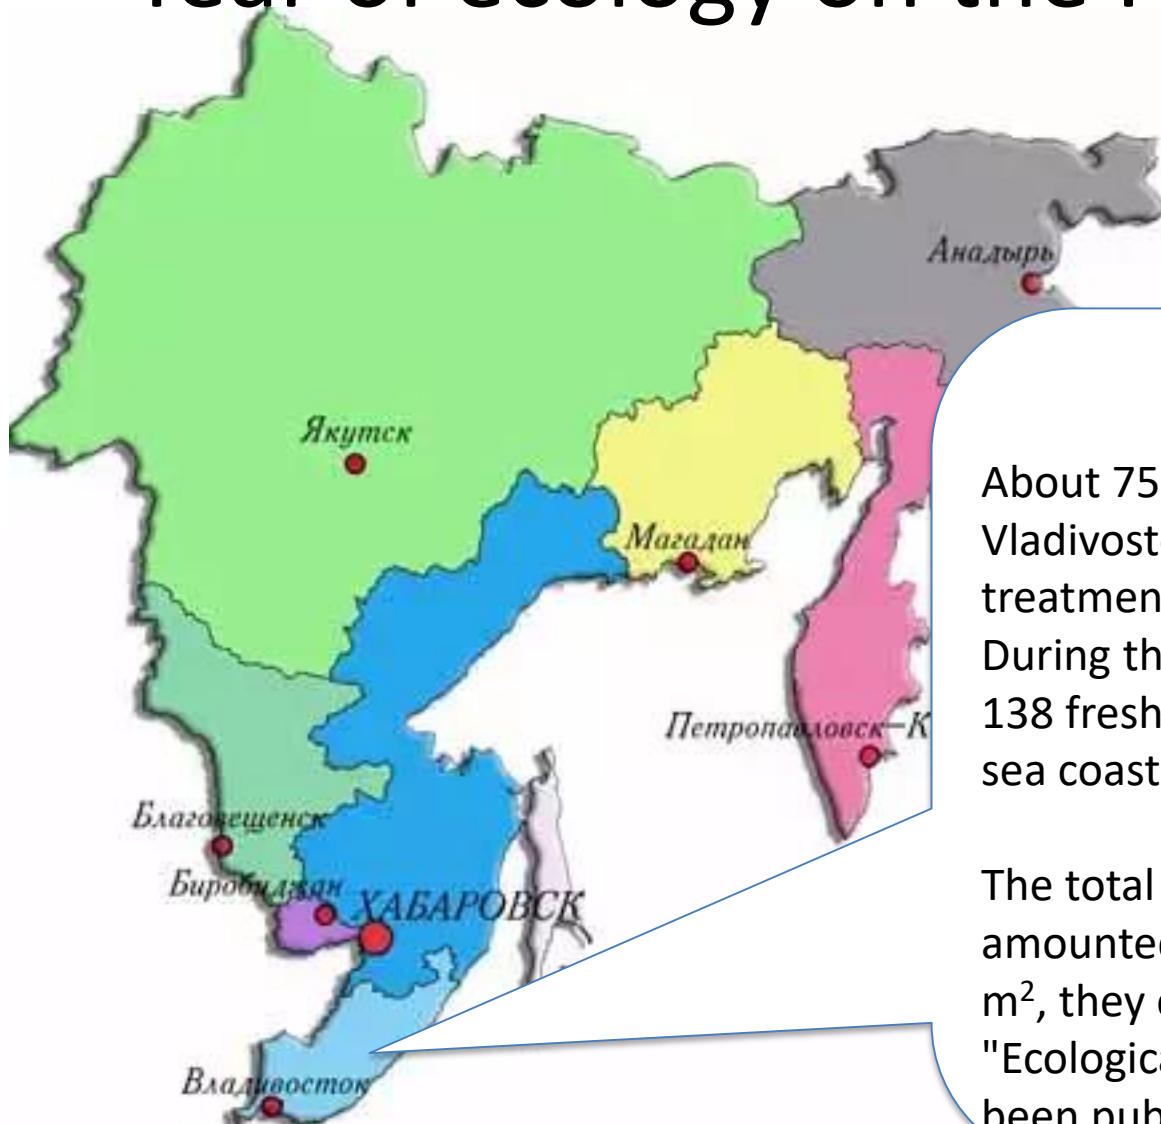 Year of ecology on the
Анадырь
Якутск
Магадан
Петропавловск-К
Благовещенск
Биробиджан
ХАБАРОВСК
Владивосток
About 75
Vladivost
treatmen
During th
138 fresh
sea coast
The total
amounted
m², they
"Ecologica
been pub